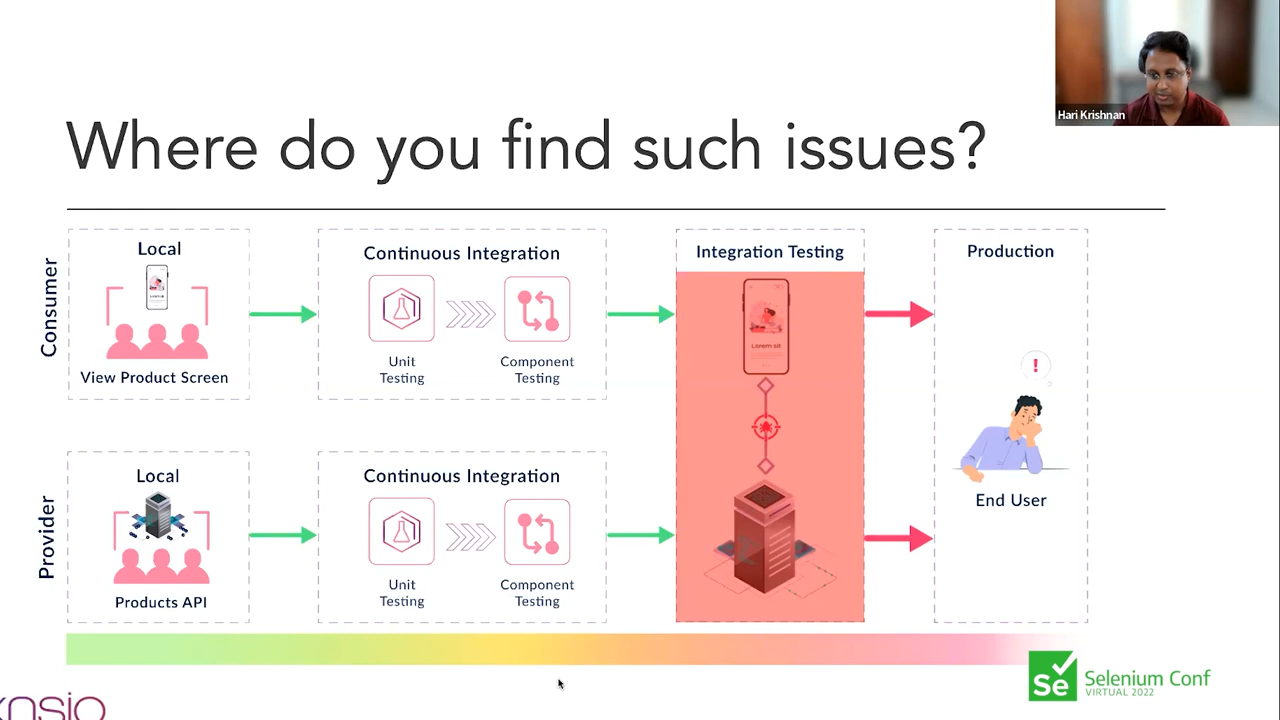 Hari Krishnan
Where do you find such issues?
Consumer
Local
View Product Screen
Continuous Integration
Unit
Testing
Component
Testing
Integration Testing
Lorem sit
Production
!
End User
Provider
Local
Products API
Continuous Integration
Unit
Testing
Component
Testing
Se
Selenium Conf
VIRTUAL 2022